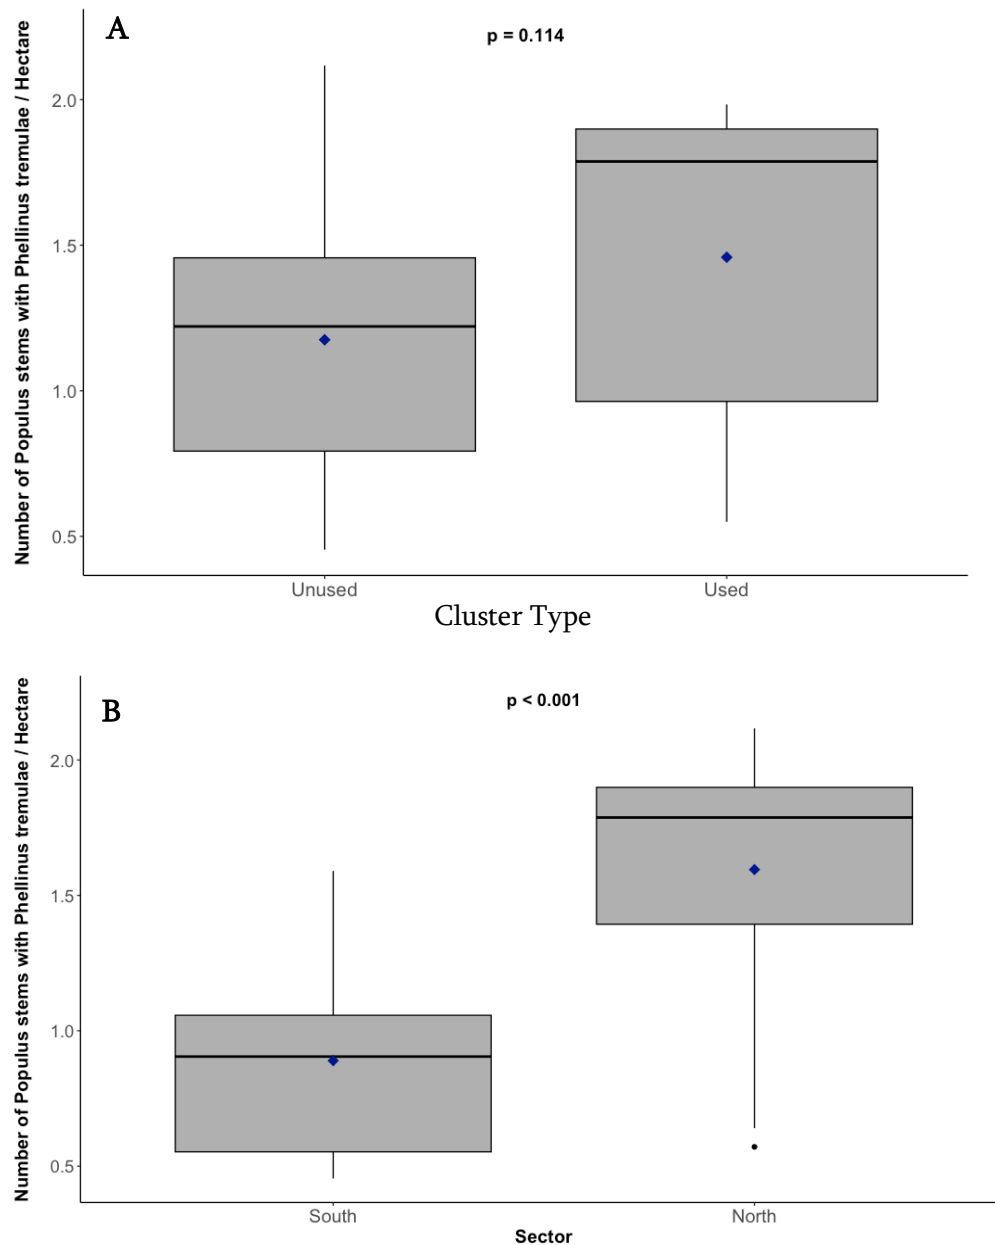 A
p = 0.114
Number of Populus stems with Phellinus tremulae / Hectare
2.0
1.5
1.0
0.5
Unused
Used
Cluster Type
B
p < 0.001
Number of Populus stems with Phellinus tremulae / Hectare
2.0
1.5
1.0
0.5
South
North
Sector